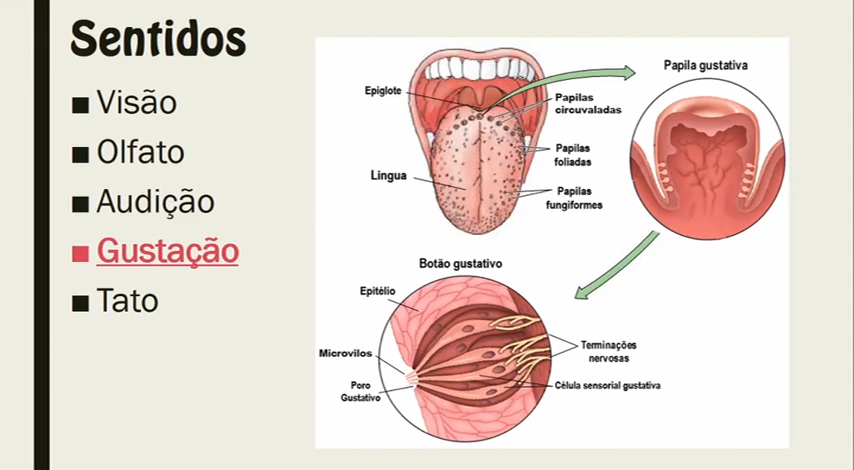 Sentidos
Visão
Olfato
Audição
Gustação
Tato
Papila gustativa
Epiglote
Papilas
circuvaladas
Papilas
foliadas
Lingua
Papilas
fungiformes
Botão gustativo
Epitélio
Microvilos
Poro
Gustativo
Terminações
nervosas
Célula sensorial gustativa